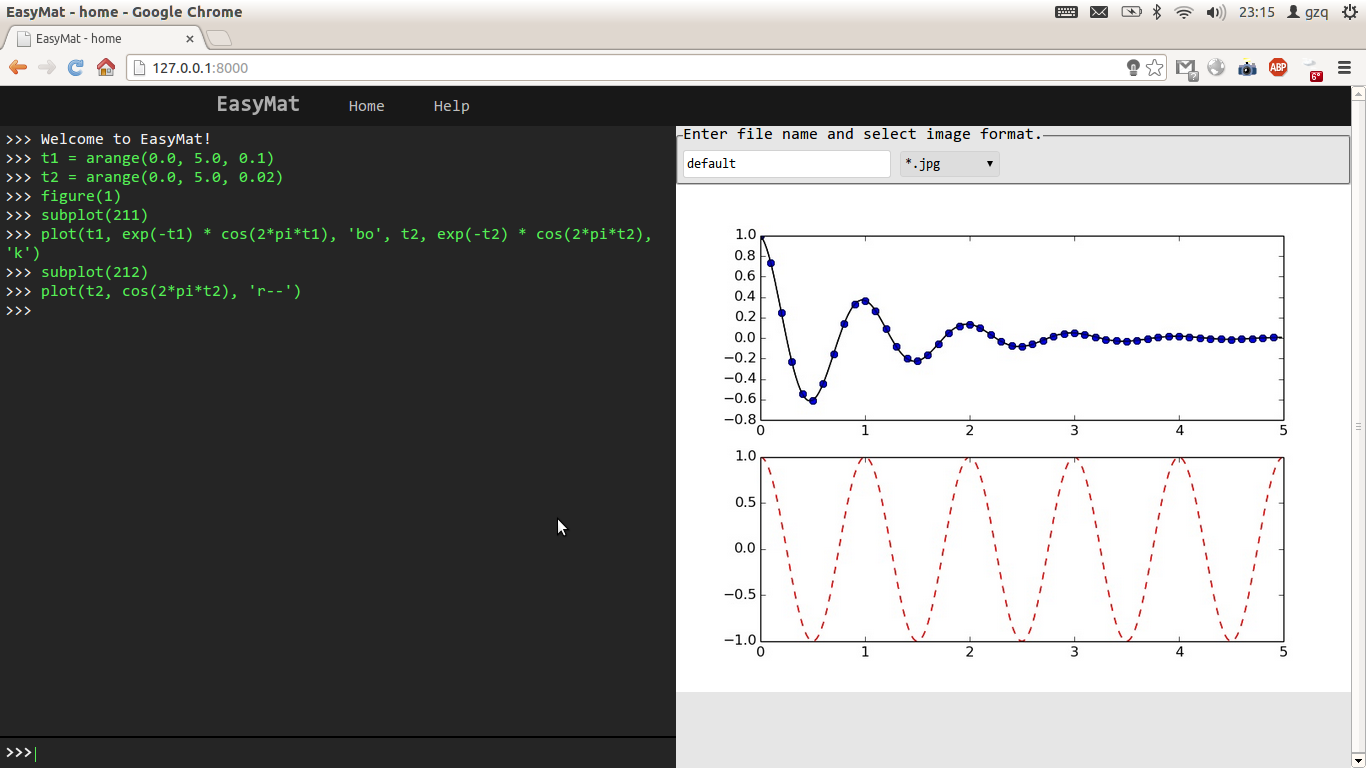 EasyMat - home - Google Chrome
23:15 gzq
EasyMat - home ×
127.0.0.1:8000
ABP
6°
EasyMat Home Help
>>> Welcome to EasyMat!
>>> t1 = arange(0.0, 5.0, 0.1)
>>> t2 = arange(0.0, 5.0, 0.02)
>>> figure(1)
>>> subplot(211)
>>> plot(t1, exp(-t1) * cos(2*pi*t1), 'bo', t2, exp(-t2) * cos(2*pi*t2),
'k')
>>> subplot(212)
>>> plot(t2, cos(2*pi*t2), 'r--')
>>>
>>>
Enter file name and select image format.
default *.jpg
1.0
0.8
0.6
0.4
0.2
0.0
−0.2
−0.4
−0.6
−0.8
0 1 2 3 4 5
1.0
0.5
0.0
−0.5
−1.0
0 1 2 3 4 5